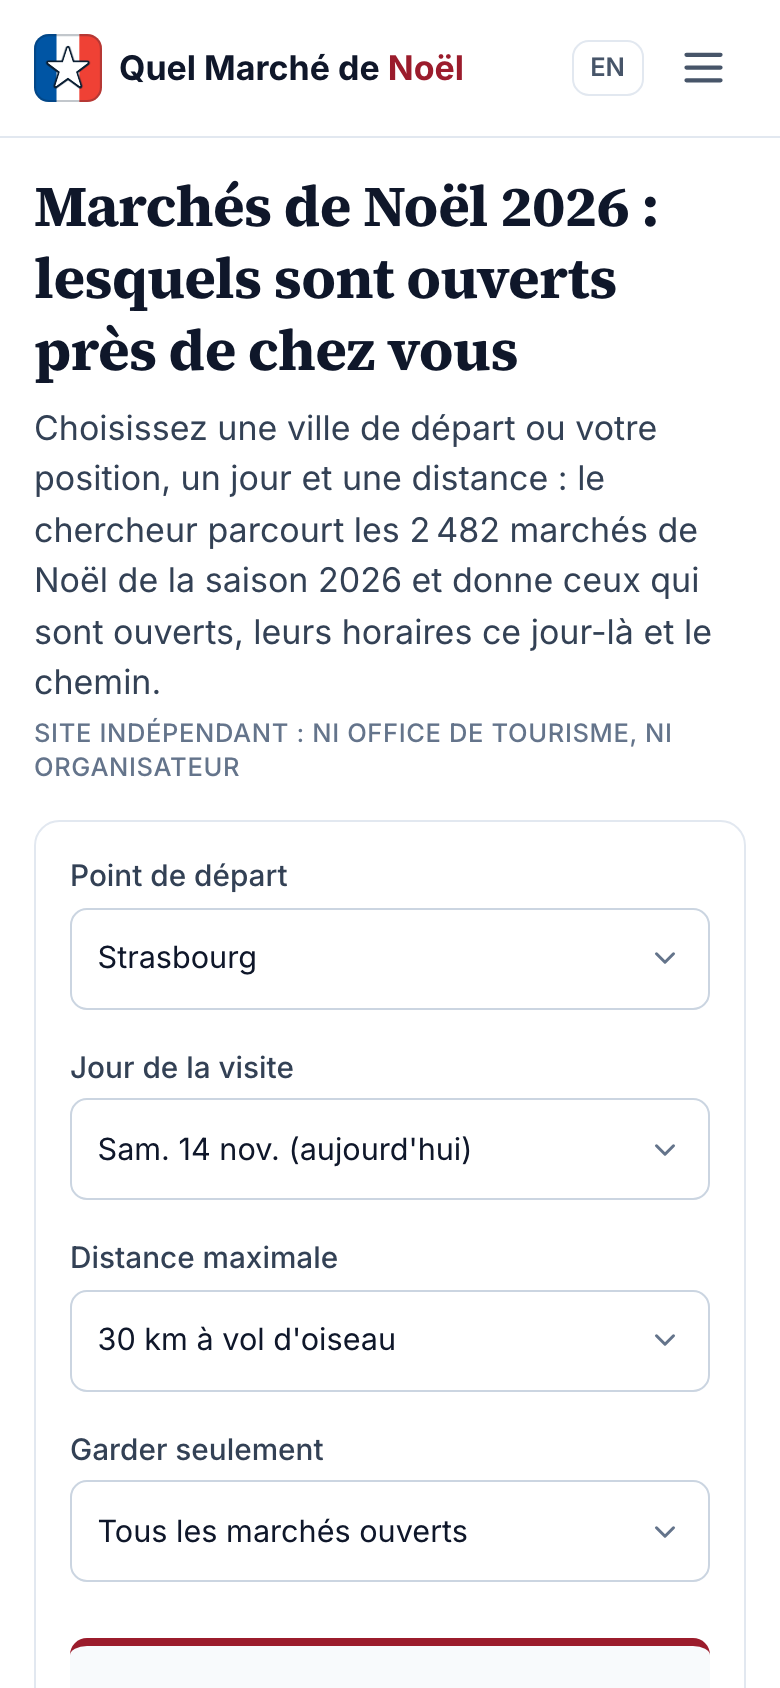 Quel Marché de Noël
EN
Marchés de Noël 2026 :
lesquels sont ouverts
près de chez vous
Choisissez une ville de départ ou votre
position, un jour et une distance : le
chercheur parcourt les 2 482 marchés de
Noël de la saison 2026 et donne ceux qui
sont ouverts, leurs horaires ce jour-là et le
chemin.
SITE INDÉPENDANT : NI OFFICE DE TOURISME, NI
ORGANISATEUR
Point de départ
Strasbourg
Jour de la visite
Sam. 14 nov. (aujourd'hui)
Distance maximale
30 km à vol d'oiseau
Garder seulement
Tous les marchés ouverts